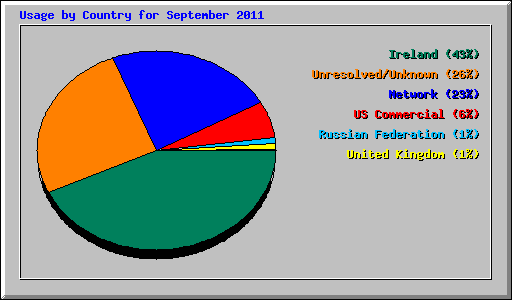 Usage by Country for September 2011
Ireland (43%)
Unresolved/Unknown (26%)
Network (23%)
US Commercial (6%)
Russian Federation (1%)
United Kingdom (1%)